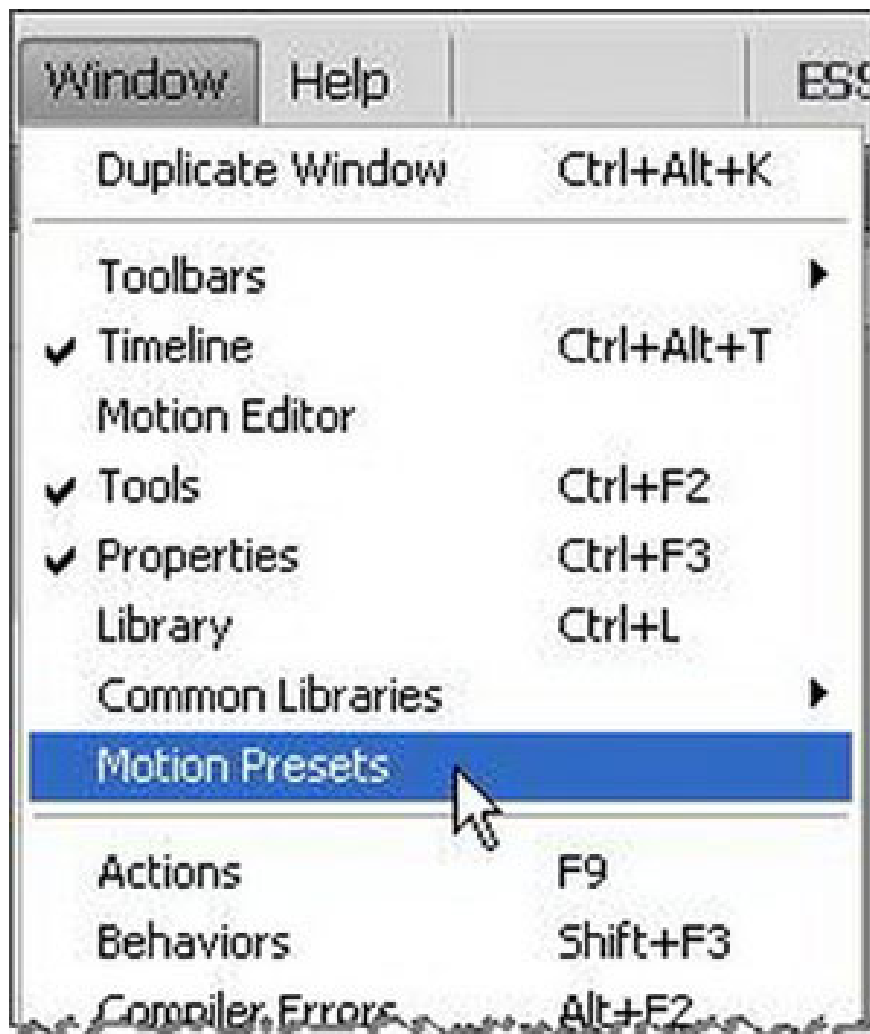 Window Help ESS
Duplicate Window Ctrl+Alt+K
Toolbars
Timeline Ctrl+Alt+T
Motion Editor
Tools Ctrl+F2
Properties Ctrl+F3
Library Ctrl+L
Common Libraries
Motion Presets
Actions F9
Behaviors Shift+F3
Compiler Errors Alt+F2